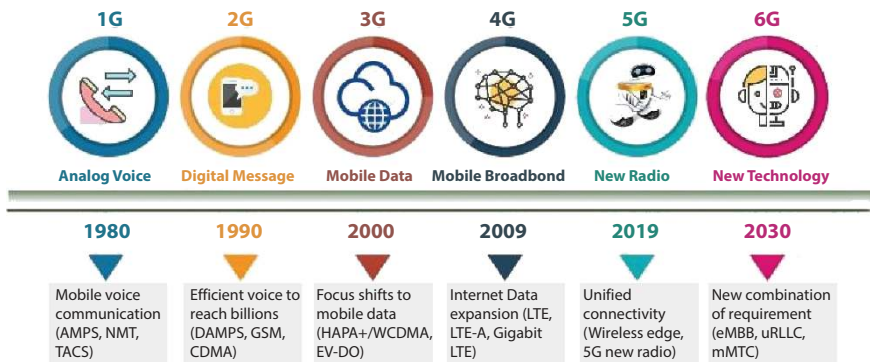 1G 2G 3G 4G 5G 6G
Analog Voice Digital Message Mobile Data Mobile Broadbond New Radio New Technology
1980 1990 2000 2009 2019 2030
Mobile voice
communication
(AMPS, NMT,
TACS)
Efficient voice to
reach billions
(DAMPS, GSM,
CDMA)
Focus shifts to
mobile data
(HAPA+/WCDMA,
EV-DO)
Internet Data
expansion (LTE,
LTE-A, Gigabit
LTE)
Unified
connectivity
(Wireless edge,
5G new radio)
New combination
of requirement
(eMBB, uRLLC,
mMTC)